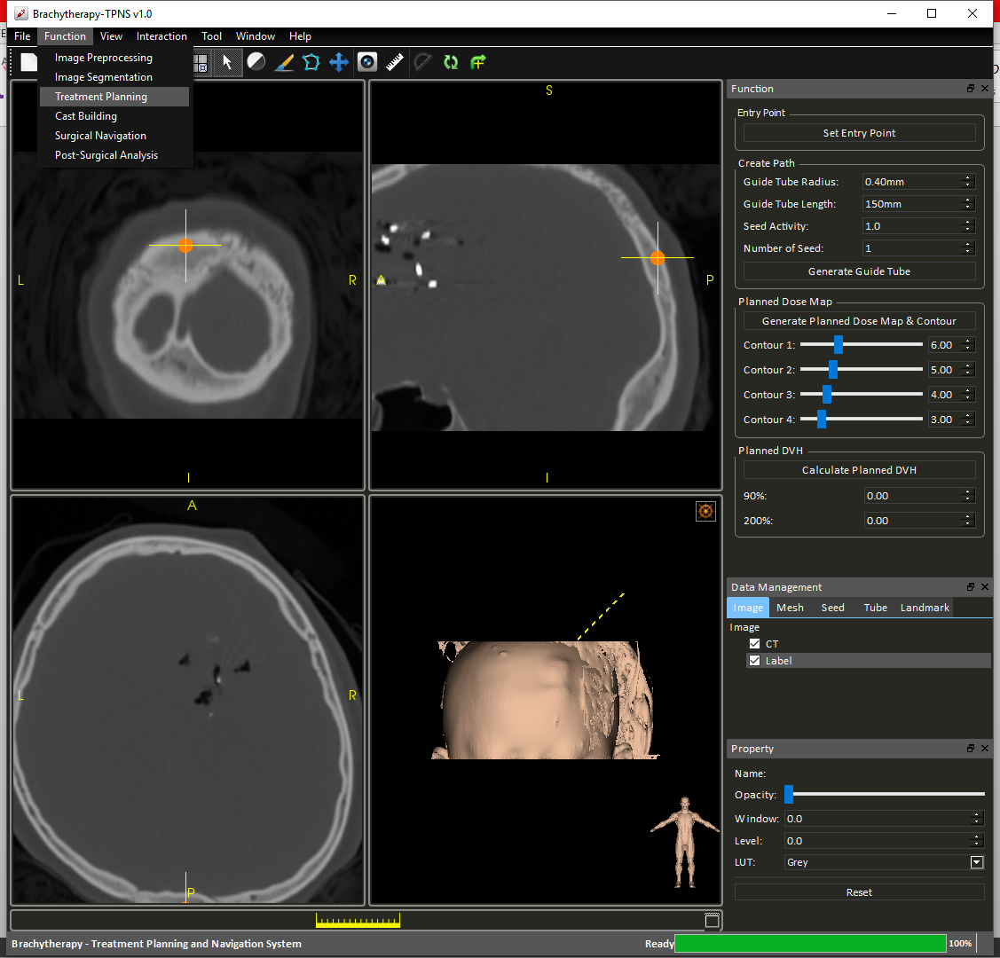 Brachytherapy-TPNS v1.0
File Function View Interaction Tool Window Help
Image Preprocessing
Image Segmentation
Treatment Planning
Cast Building
Surgical Navigation
Post-Surgical Analysis
L
R
I
S
A
P
I
A
L
R
P
Function
Entry Point
Set Entry Point
Create Path
Guide Tube Radius: 0.40mm
Guide Tube Length: 150mm
Seed Activity: 1.0
Number of Seed: 1
Generate Guide Tube
Planned Dose Map
Generate Planned Dose Map & Contour
Contour 1: 6.00
Contour 2: 5.00
Contour 3: 4.00
Contour 4: 3.00
Planned DVH
Calculate Planned DVH
90%: 0.00
200%: 0.00
Data Management
Image Mesh Seed Tube Landmark
Image
CT
Label
Property
Name:
Opacity:
Window: 0.0
Level: 0.0
LUT: Grey
Reset
Brachytherapy - Treatment Planning and Navigation System
Ready 100%